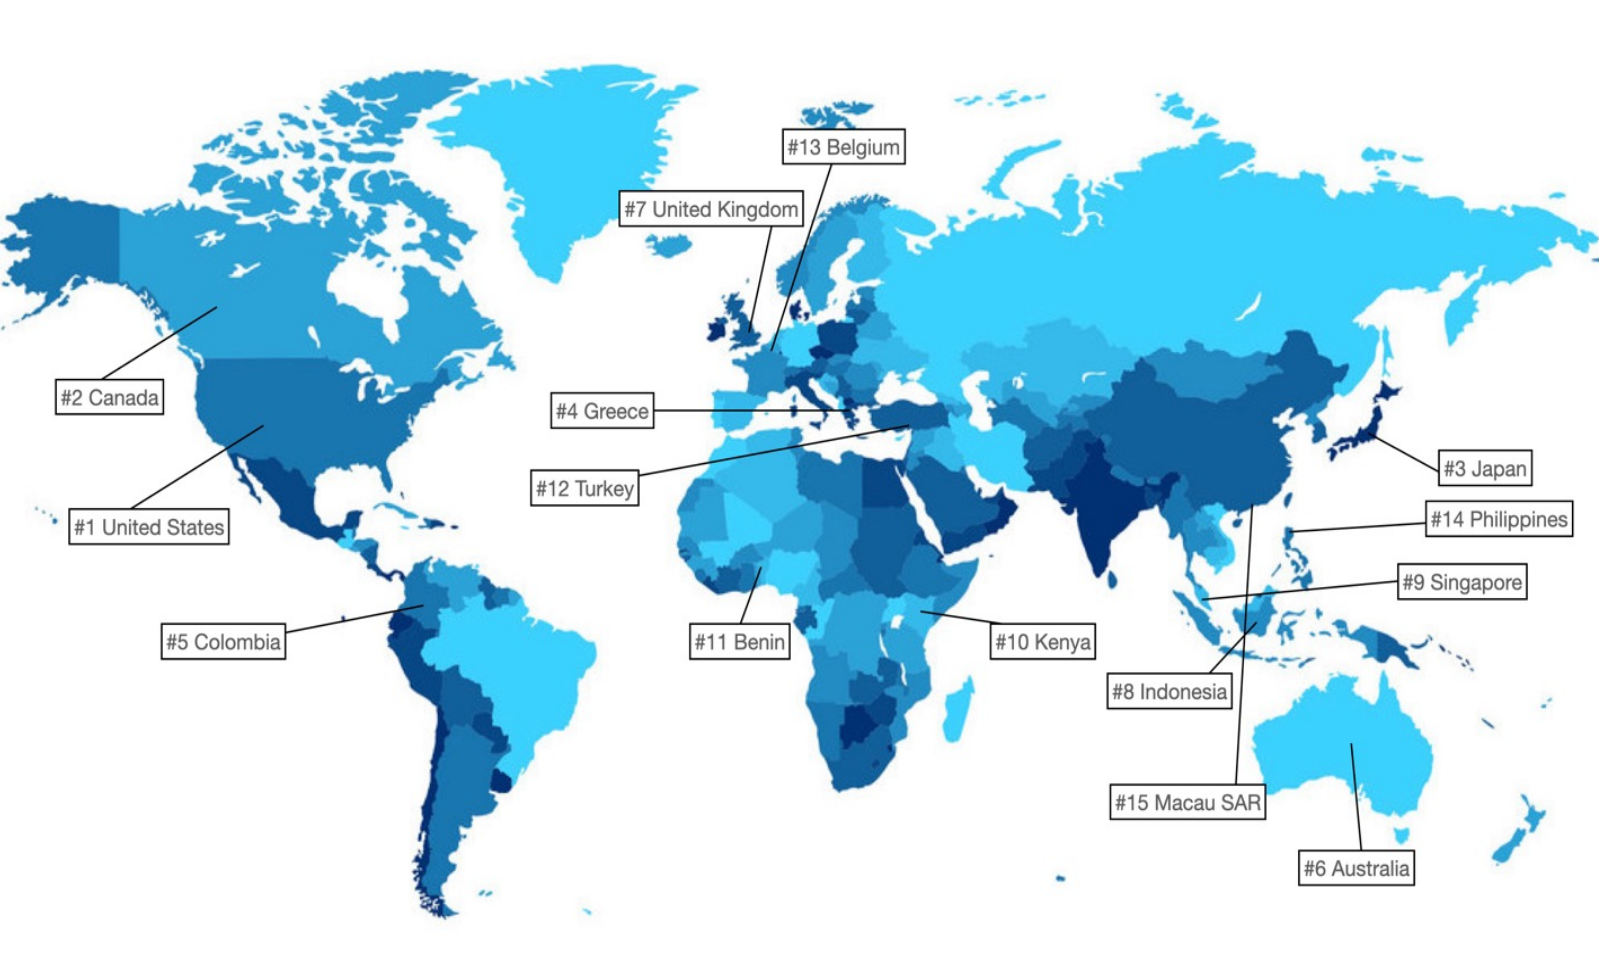 #13 Belgium
#7 United Kingdom
#2 Canada
#4 Greece
#3 Japan
#12 Turkey
#1 United States
#14 Philippines
#9 Singapore
#5 Colombia
#11 Benin
#10 Kenya
#8 Indonesia
#15 Macau SAR
#6 Australia